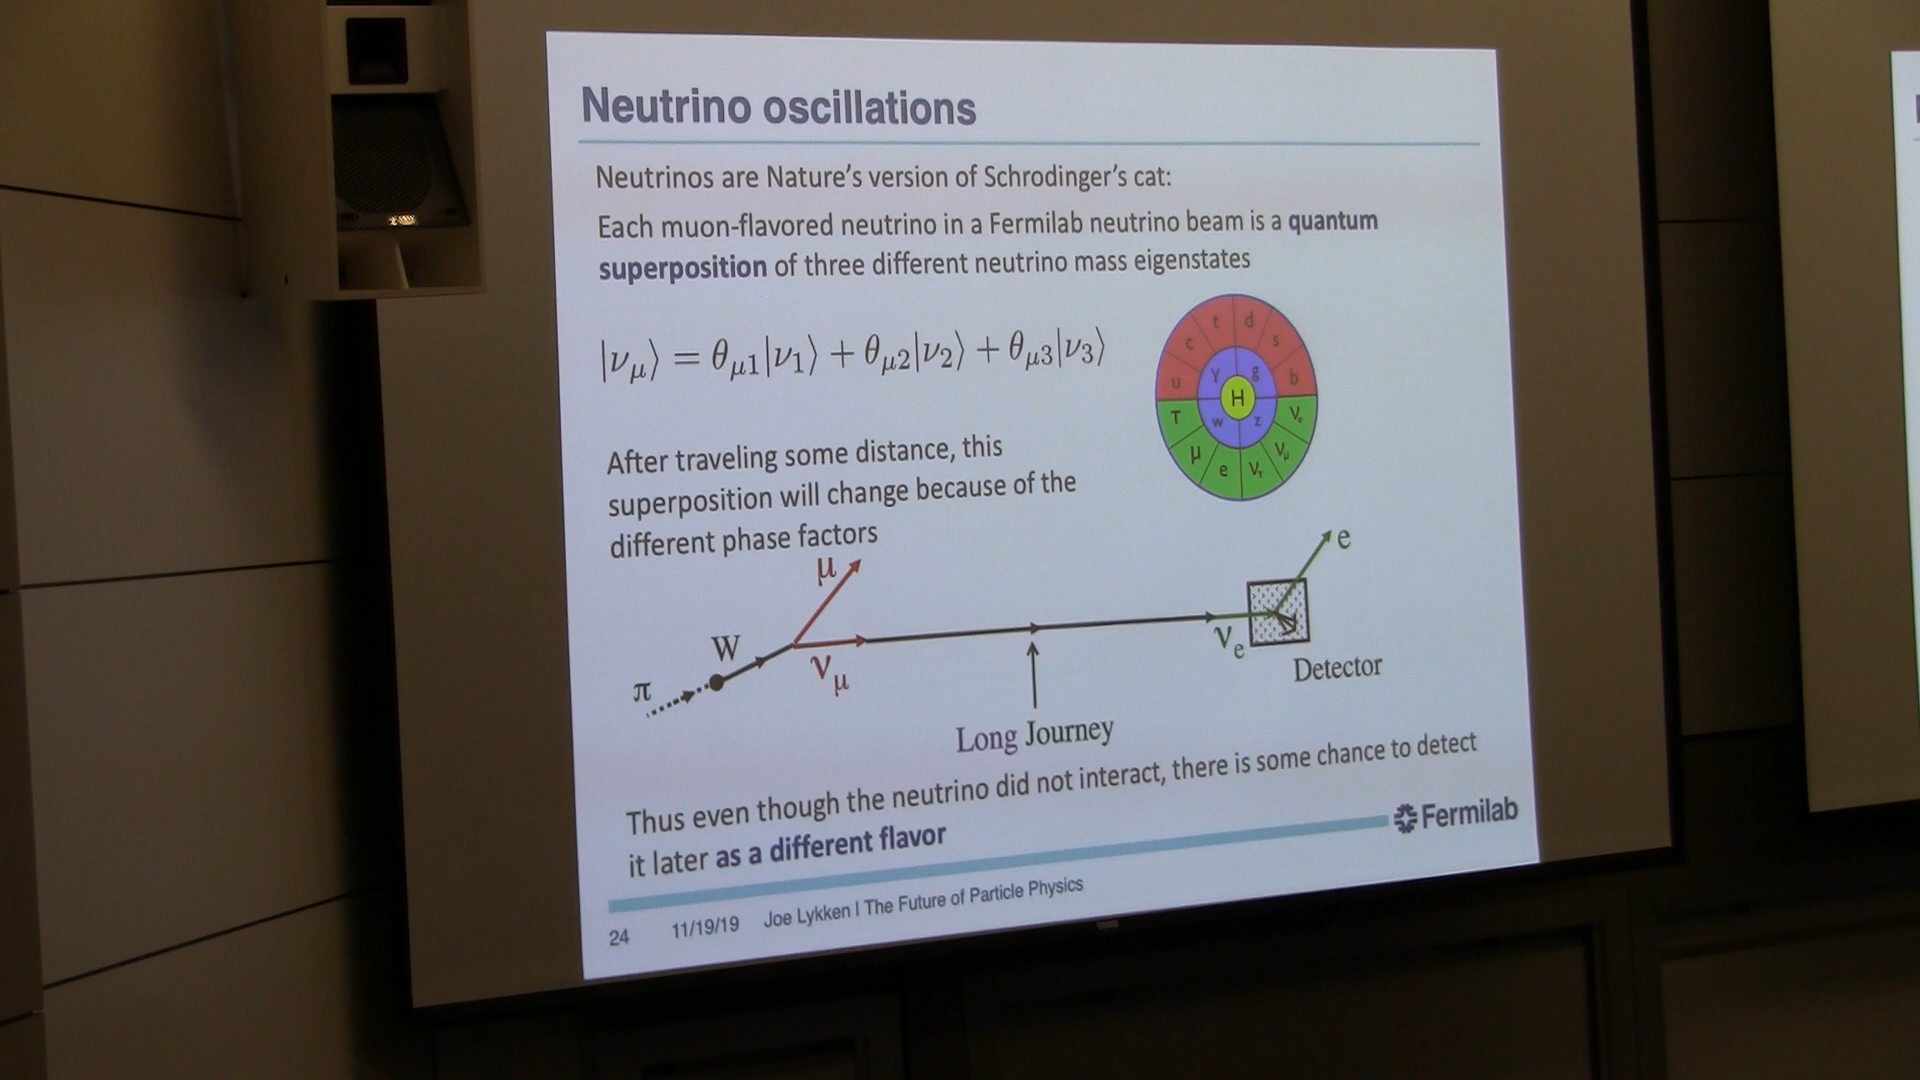 Neutrino oscillations
Neutrinos are Nature's version of Schrodinger's cat:
Each muon-flavored neutrino in a Fermilab neutrino beam is a quantum
superposition of three different neutrino mass eigenstates
|ν_μ⟩ = θ_μ1|ν_1⟩ + θ_μ2|ν_2⟩ + θ_μ3|ν_3⟩
t d
c s
u γ g b
H
T W Z ν_e
μ ν_μ
e ν_τ
After traveling some distance, this
superposition will change because of the
different phase factors
μ
e
W
ν_μ
ν_e
π
Detector
Long Journey
Thus even though the neutrino did not interact, there is some chance to detect
it later as a different flavor
Fermilab
24 11/19/19 Joe Lykken I The Future of Particle Physics